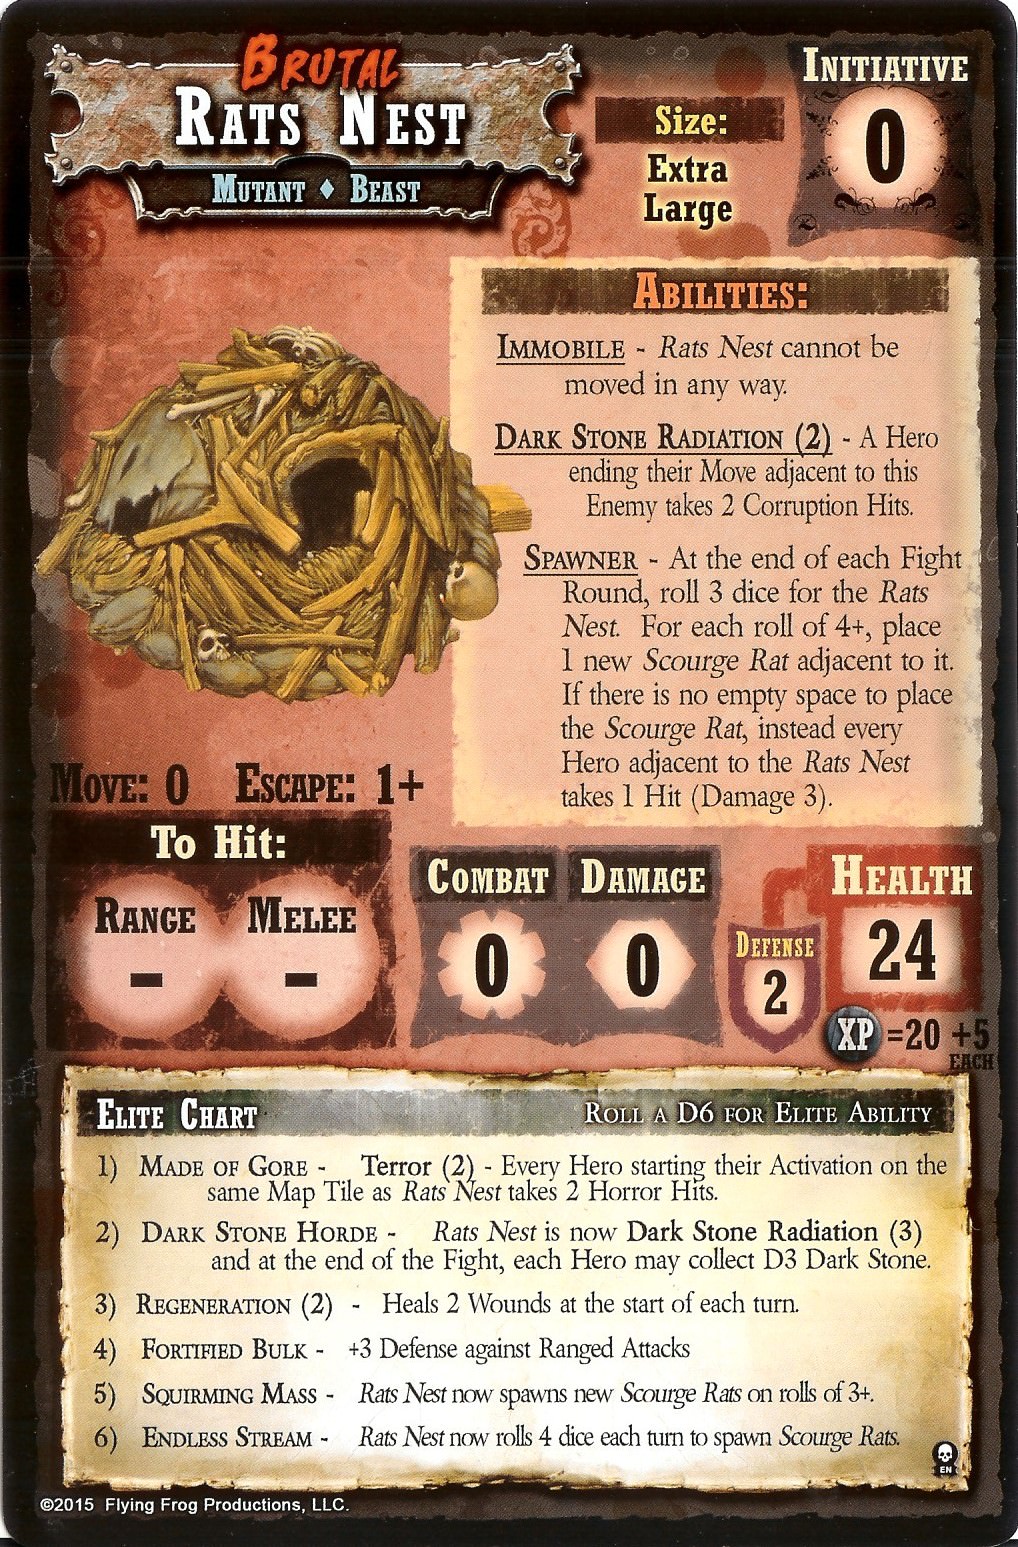 Brutal
Rats Nest
Mutant ♦ Beast
Size:
Extra
Large
Initiative
0
Abilities:
Immobile - Rats Nest cannot be
moved in any way.
Dark Stone Radiation (2) - A Hero
ending their Move adjacent to this
Enemy takes 2 Corruption Hits.
Spawner - At the end of each Fight
Round, roll 3 dice for the Rats
Nest. For each roll of 4+, place
1 new Scourge Rat adjacent to it.
If there is no empty space to place
the Scourge Rat, instead every
Hero adjacent to the Rats Nest
takes 1 Hit (Damage 3).
Move: 0 Escape: 1+
To Hit:
Range Melee
- -
Combat Damage
0 0
Defense
2
Health
24
XP =20 +5
EACH
Elite Chart Roll a D6 for Elite Ability
1) Made of Gore - Terror (2) - Every Hero starting their Activation on the
same Map Tile as Rats Nest takes 2 Horror Hits.
2) Dark Stone Horde - Rats Nest is now Dark Stone Radiation (3)
and at the end of the Fight, each Hero may collect D3 Dark Stone.
3) Regeneration (2) - Heals 2 Wounds at the start of each turn.
4) Fortified Bulk - +3 Defense against Ranged Attacks
5) Squirming Mass - Rats Nest now spawns new Scourge Rats on rolls of 3+.
6) Endless Stream - Rats Nest now rolls 4 dice each turn to spawn Scourge Rats.
EN
©2015 Flying Frog Productions, LLC.